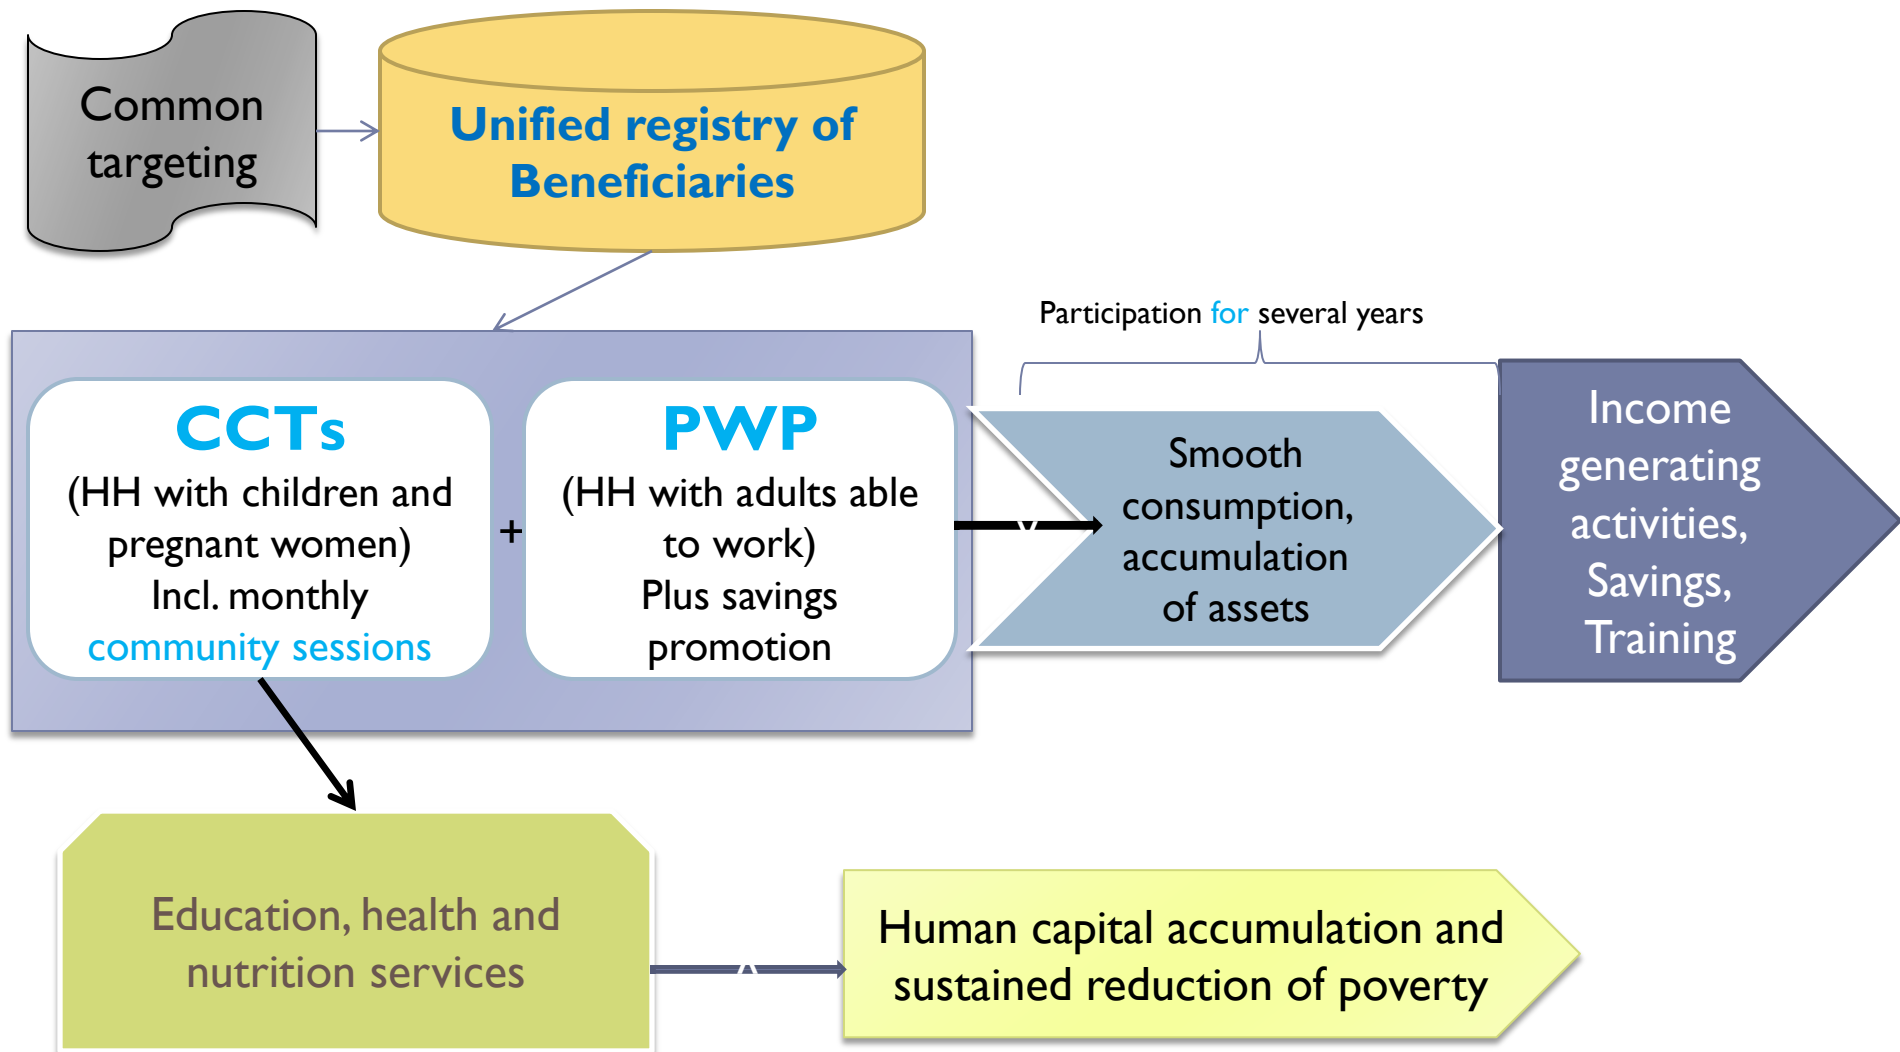 Common
targeting
Unified registry of
Beneficiaries
Participation for several years
CCTs
(HH with children and
pregnant women)
Incl. monthly
community sessions
+
PWP
(HH with adults able
to work)
Plus savings
promotion
Smooth
consumption,
accumulation
of assets
Income
generating
activities,
Savings,
Training
Education, health and
nutrition services
Human capital accumulation and
sustained reduction of poverty